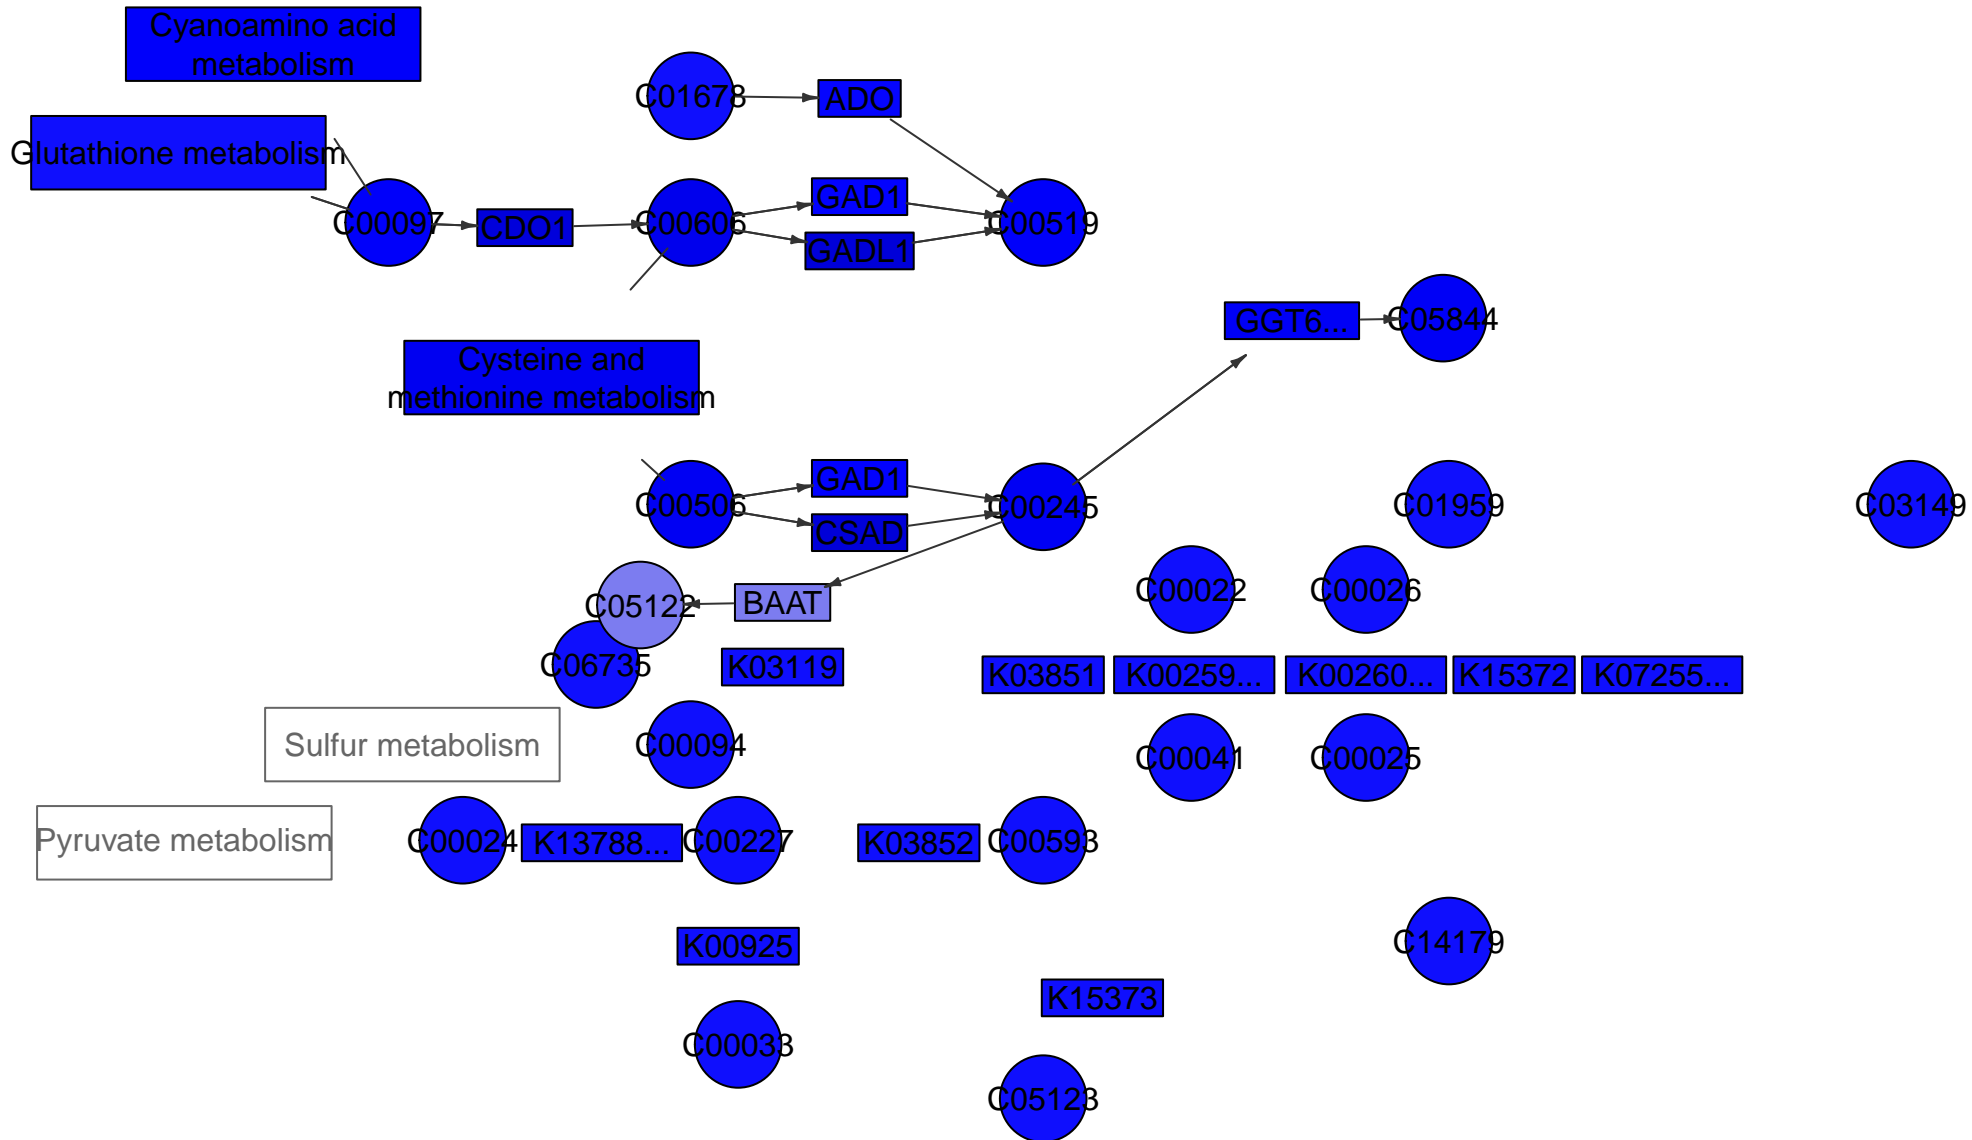 Cyanoamino acid
metabolism
C01678
ADO
Glutathione metabolism
C00097
CDO1
C00606
GAD1
GADL1
C00519
GGT6...
C05844
Cysteine and
methionine metabolism
C00506
GAD1
CSAD
C00245
C01959
C03149
C05122
BAAT
C00022
C00026
C06735
K03119
K03851
K00259...
K00260...
K15372
K07255...
Sulfur metabolism
C00094
C00041
C00025
Pyruvate metabolism
C00024
K13788...
C00227
K03852
C00593
K00925
C14179
K15373
C00033
C05123